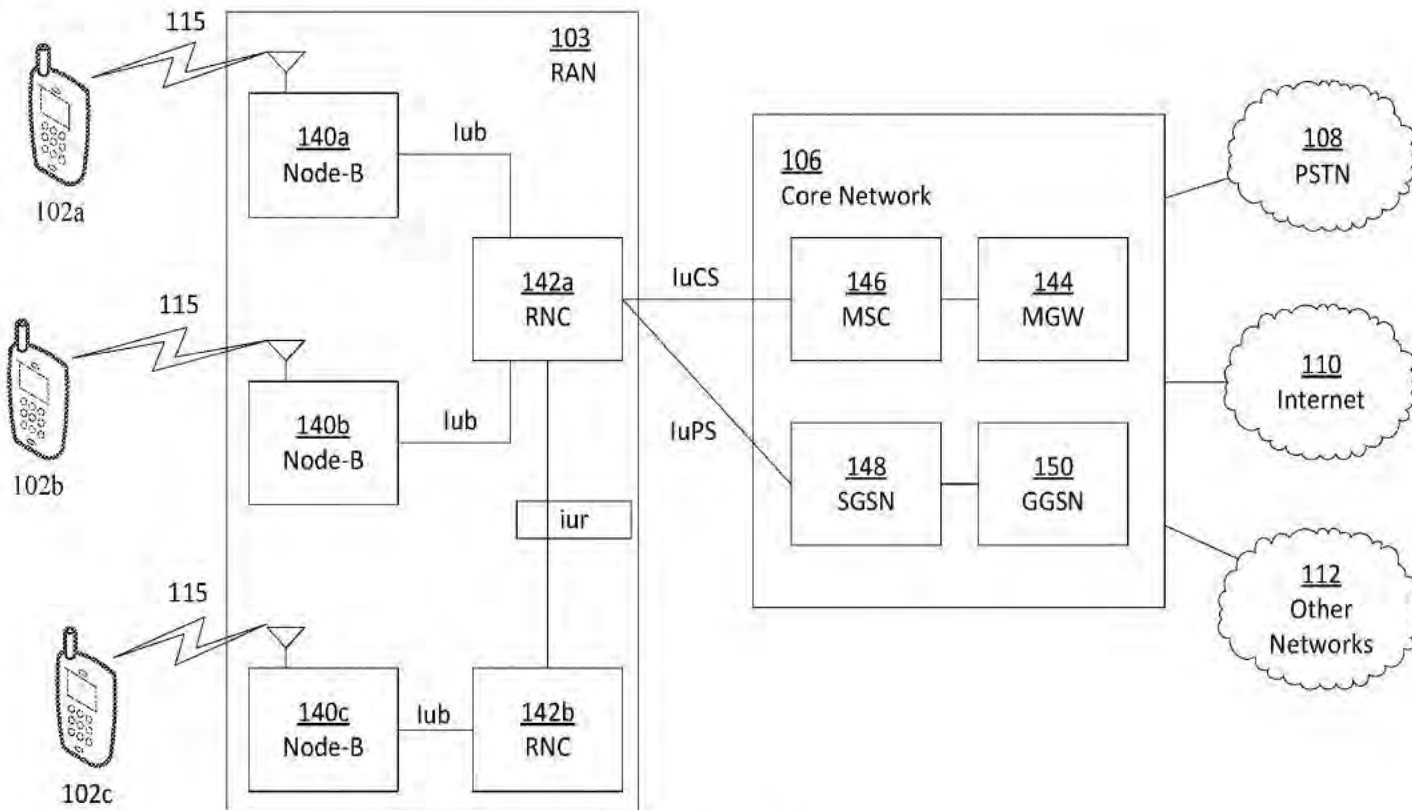 115
103
RAN
102a
140a
Node-B
Iub
106
Core Network
108
PSTN
142a
RNC
IuCS
146
MSC
144
MGW
115
102b
140b
Node-B
Iub
IuPS
148
SGSN
150
GGSN
110
Internet
iur
115
102c
140c
Node-B
Iub
142b
RNC
112
Other
Networks